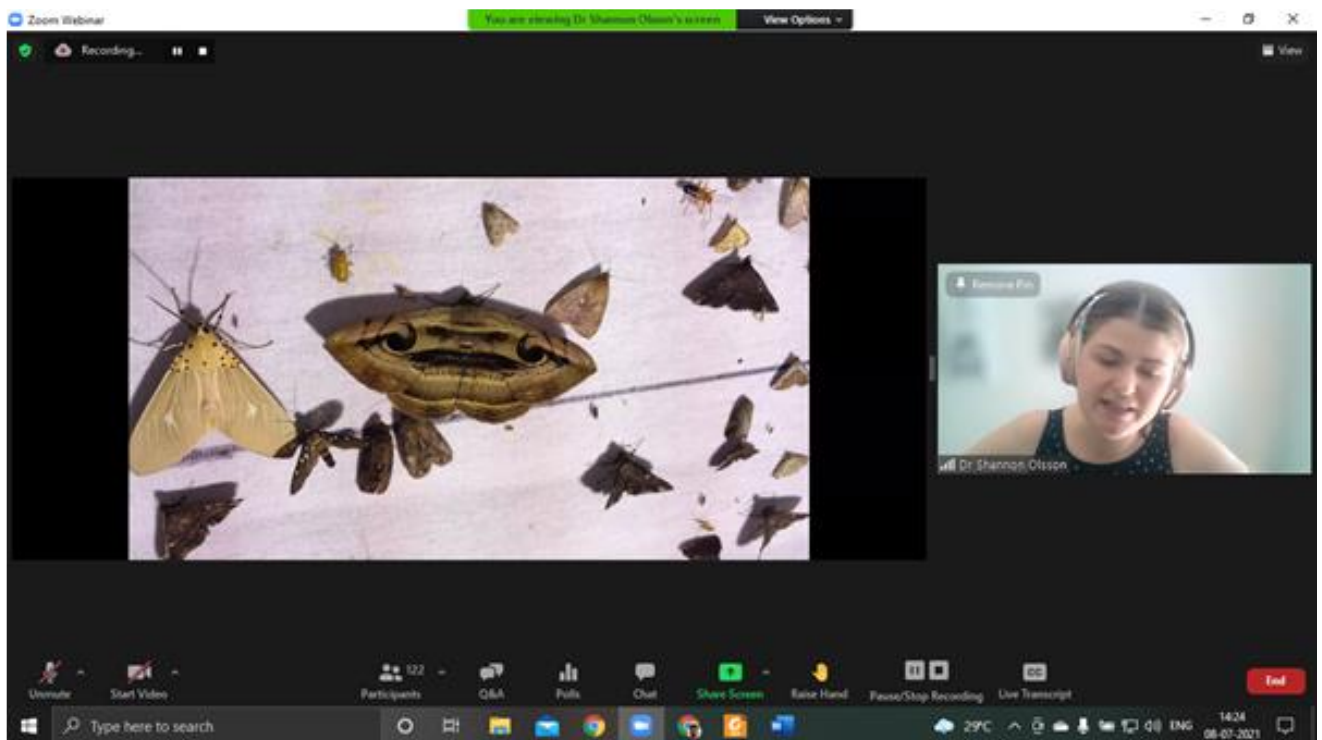 Zoom Webinar
You are viewing Dr Shannon Olsson's screen
View Options
Recording...
View
Remove Pin
Dr Shannon Olsson
Unmute
Start Video
Participants
122
Q&A
Polls
Chat
Share Screen
Raise Hand
Pause/Stop Recording
Live Transcript
CC
End
Type here to search
29°C
ENG
14:24
08-07-2021